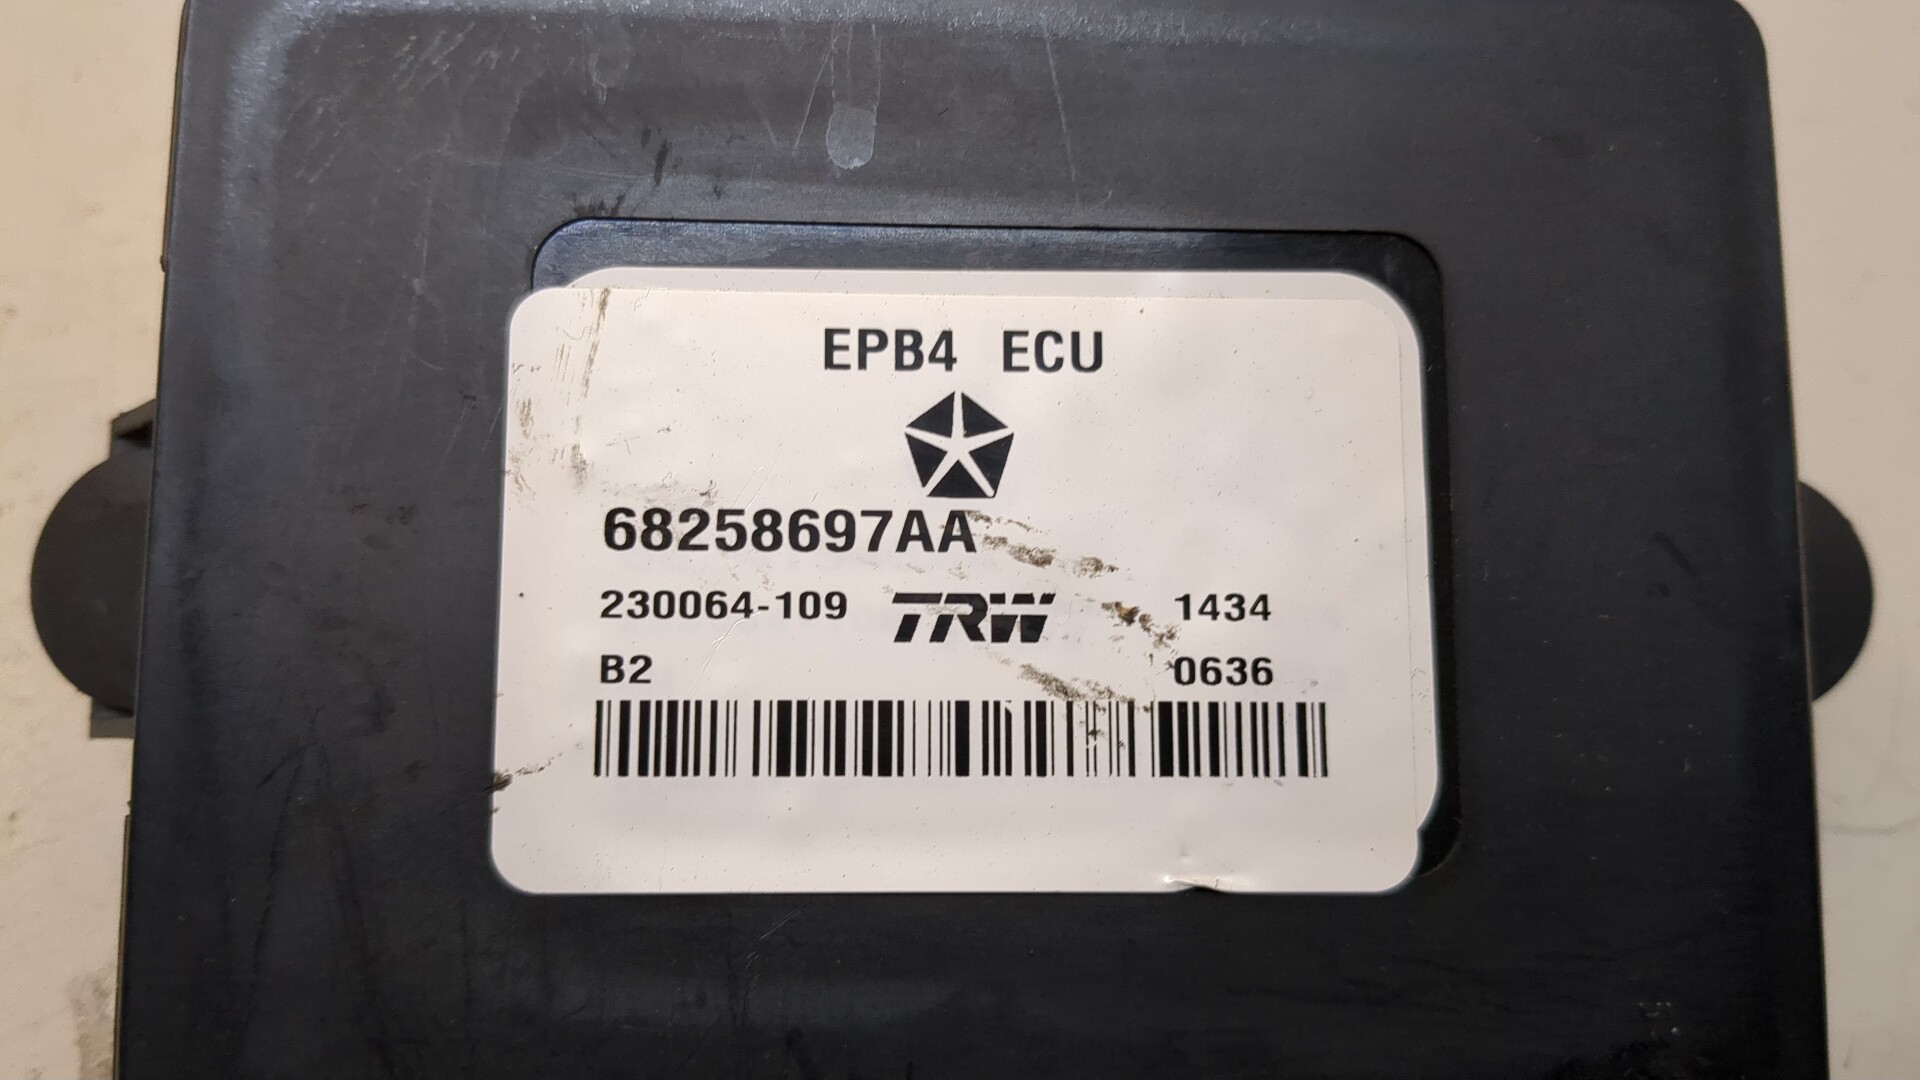 EPB4 ECU
68258697AA
230064-109 TRW 1434
B2 0636